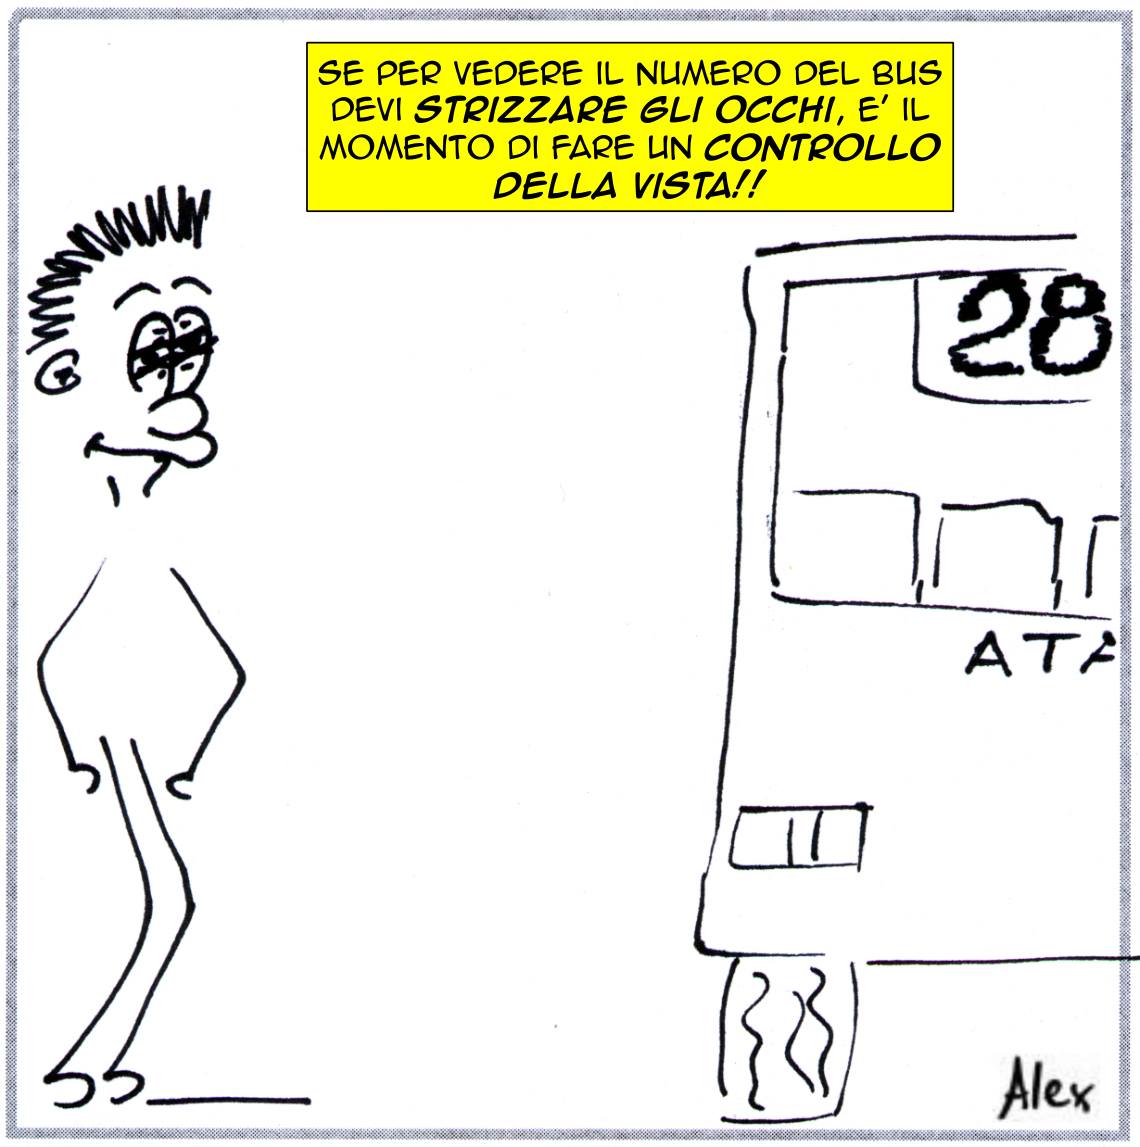 SE PER VEDERE IL NUMERO DEL BUS
DEVI STRIZZARE GLI OCCHI, E' IL
MOMENTO DI FARE UN CONTROLLO
DELLA VISTA!!
28
ATA
Alex